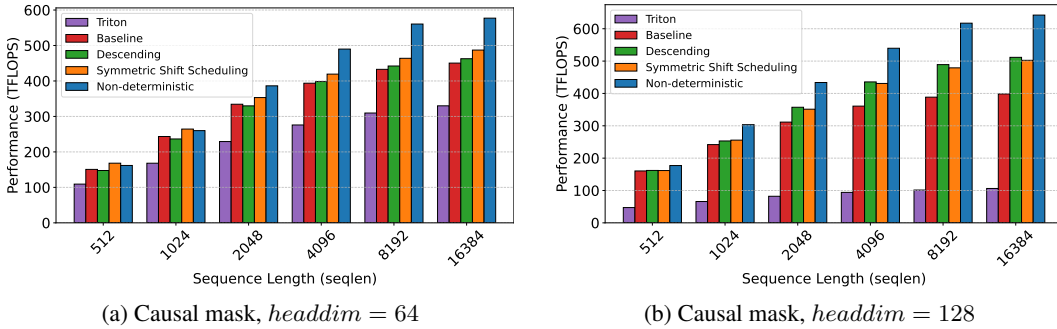 Performance (TFLOPS)
600
500
400
300
200
100
0
Triton
Baseline
Descending
Symmetric Shift Scheduling
Non-deterministic
512
1024
2048
4096
8192
16384
Sequence Length (seqlen)
(a) Causal mask, headdim = 64
Performance (TFLOPS)
600
500
400
300
200
100
0
Triton
Baseline
Descending
Symmetric Shift Scheduling
Non-deterministic
512
1024
2048
4096
8192
16384
Sequence Length (seqlen)
(b) Causal mask, headdim = 128